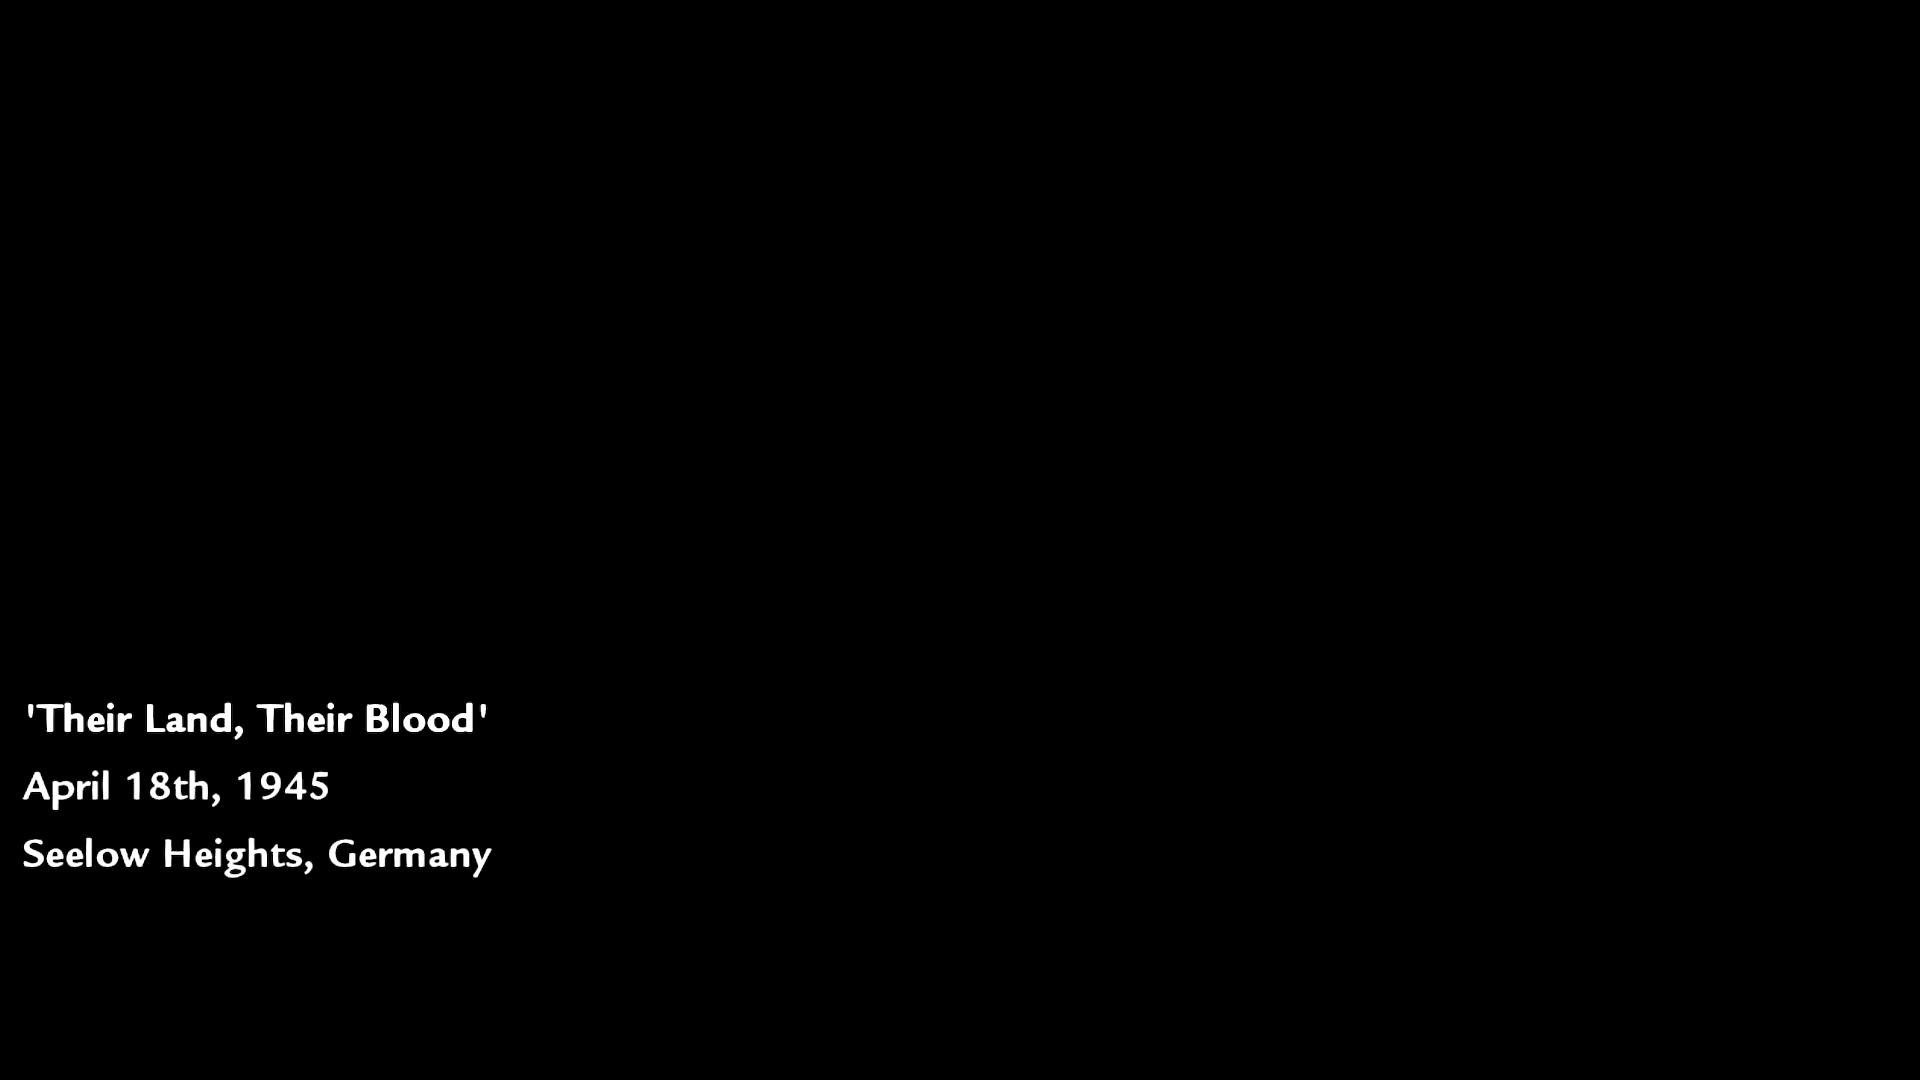 'Their Land, Their Blood'
April 18th, 1945
Seelow Heights, Germany